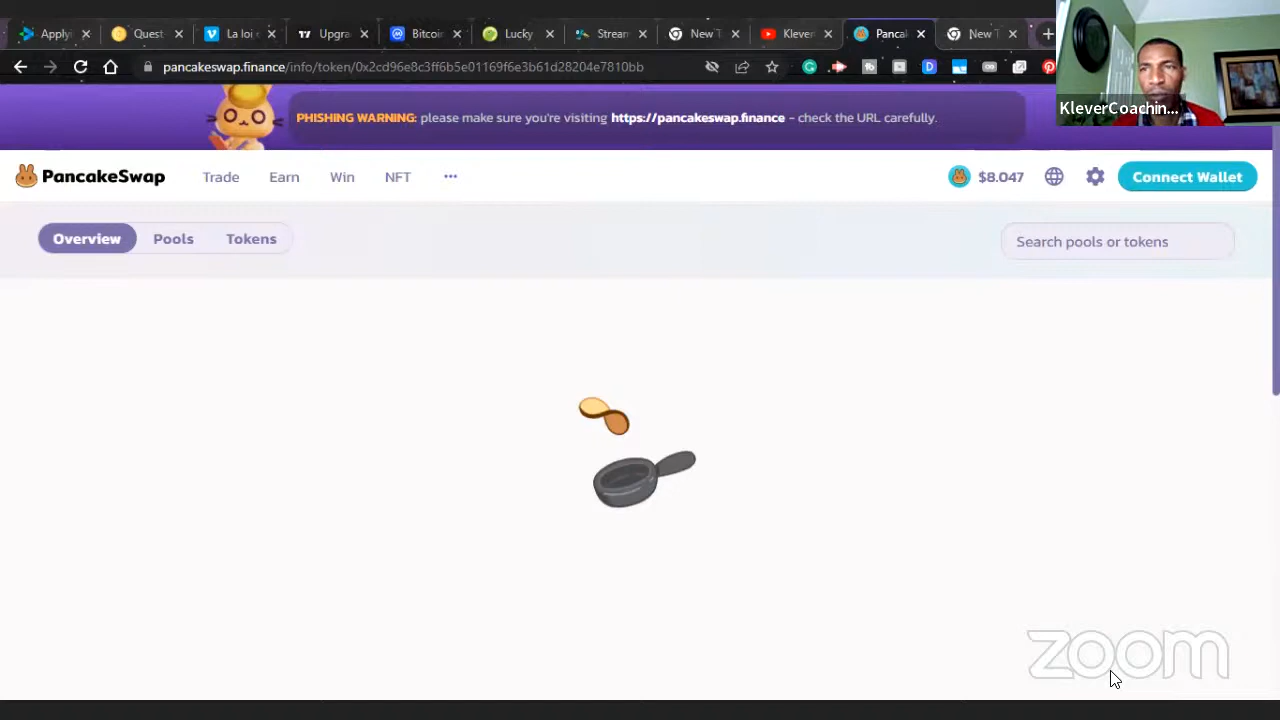 Applyi
Quest
La loi
Upgra
Bitcoin
Lucky
Stream
New T
Klever
Pancal
New T
pancakeswap.finance/info/token/0x2cd96e8c3ff6b5e01169f6e3b61d28204e7810bb
KleverCoachin...
PHISHING WARNING: please make sure you're visiting https://pancakeswap.finance - check the URL carefully.
PancakeSwap
Trade
Earn
Win
NFT
$8.047
Connect Wallet
Overview
Pools
Tokens
Search pools or tokens
zoom